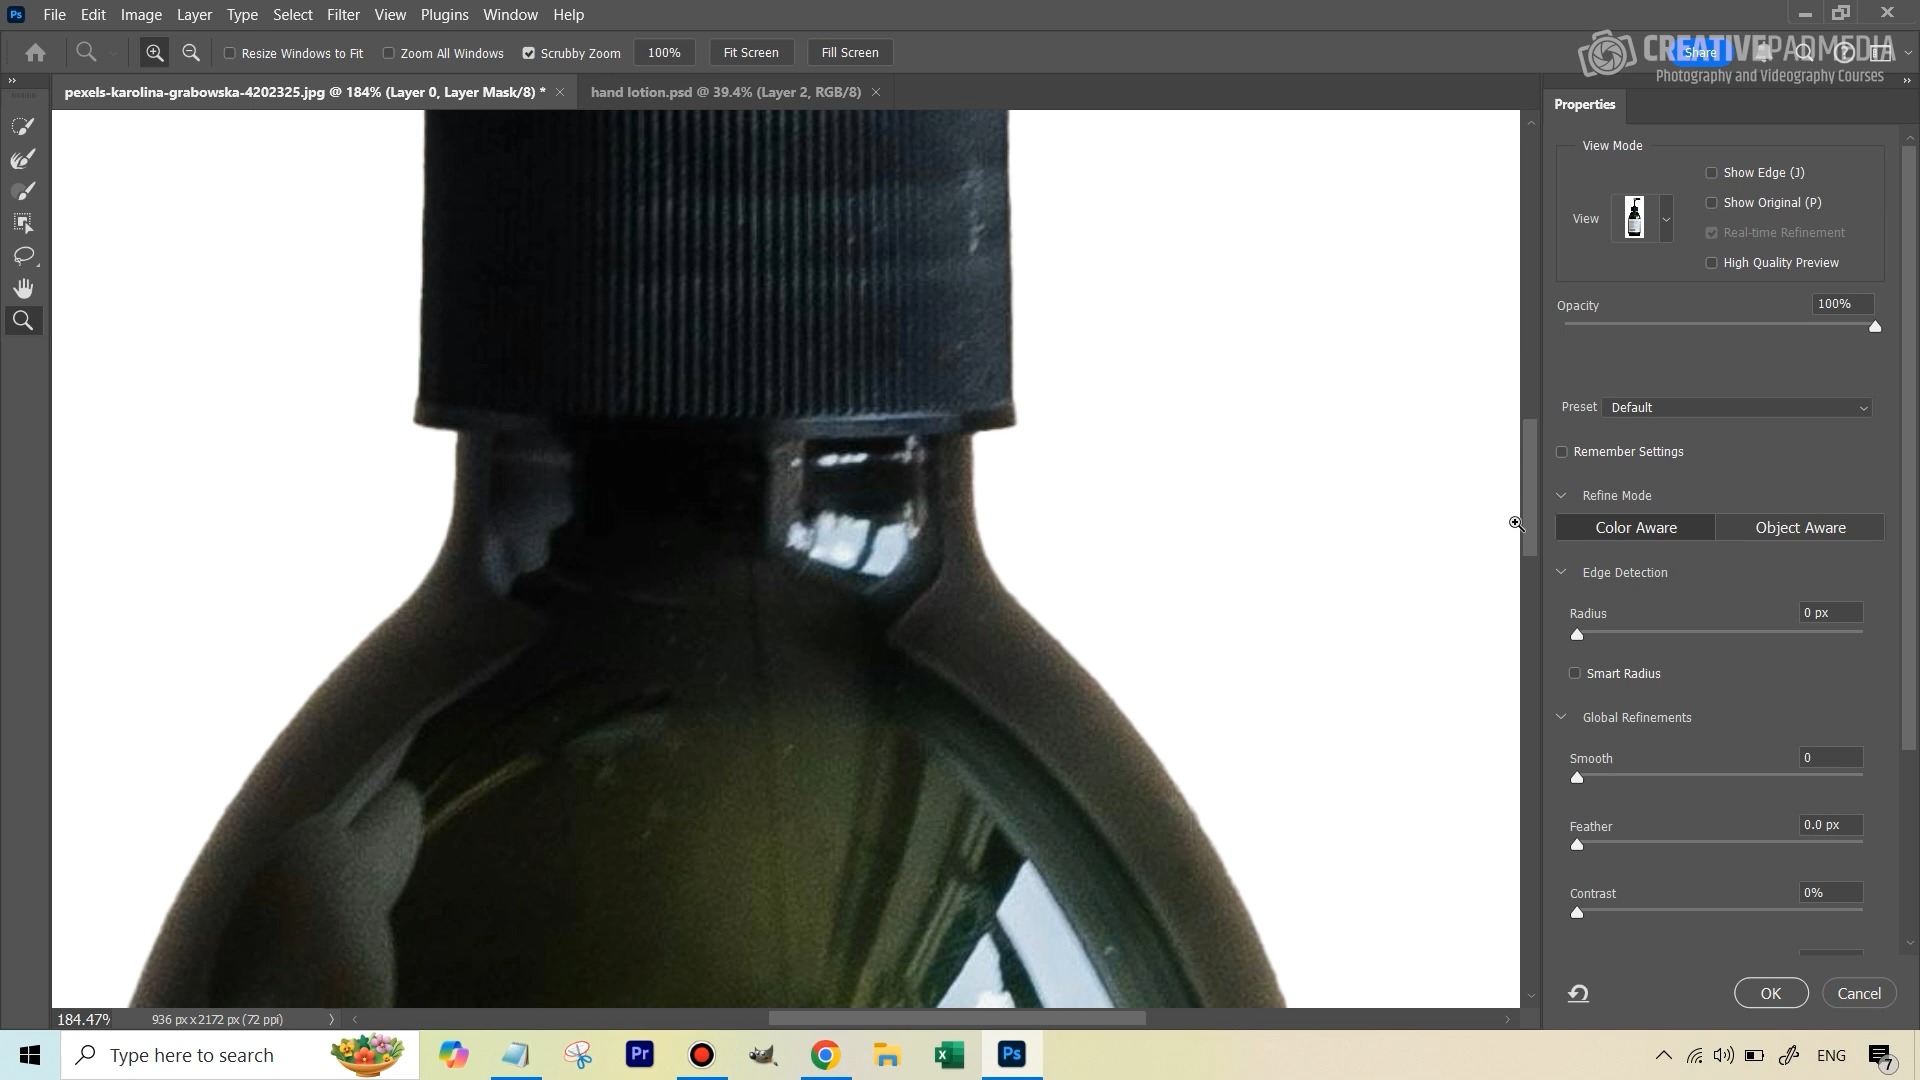 Ps File Edit Image Layer Type Select Filter View Plugins Window Help
Resize Windows to Fit Zoom All Windows Scrubby Zoom 100% Fit Screen Fill Screen Share
CREATIVEPADMEDIA
Photography and Videography Courses
pexels-karolina-grabowska-4202325.jpg @ 184% (Layer 0, Layer Mask/8) * hand lotion.psd @ 39.4% (Layer 2, RGB/8)
Properties
View Mode
Show Edge (J)
Show Original (P)
View
Real-time Refinement
High Quality Preview
Opacity 100%
Preset Default
Remember Settings
Refine Mode
Color Aware Object Aware
Edge Detection
Radius 0 px
Smart Radius
Global Refinements
Smooth 0
Feather 0.0 px
Contrast 0%
OK Cancel
184.47% 936 px x 2172 px (72 ppi)
Type here to search Pr Ps ENG 7